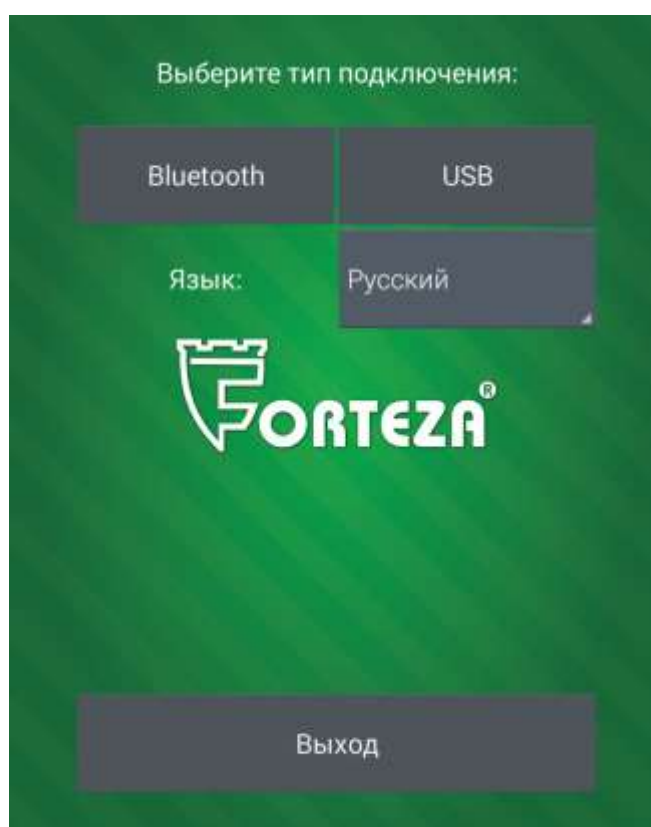 Выберите тип подключения:
Bluetooth USB
Язык: Русский
FORTEZA®
Выход